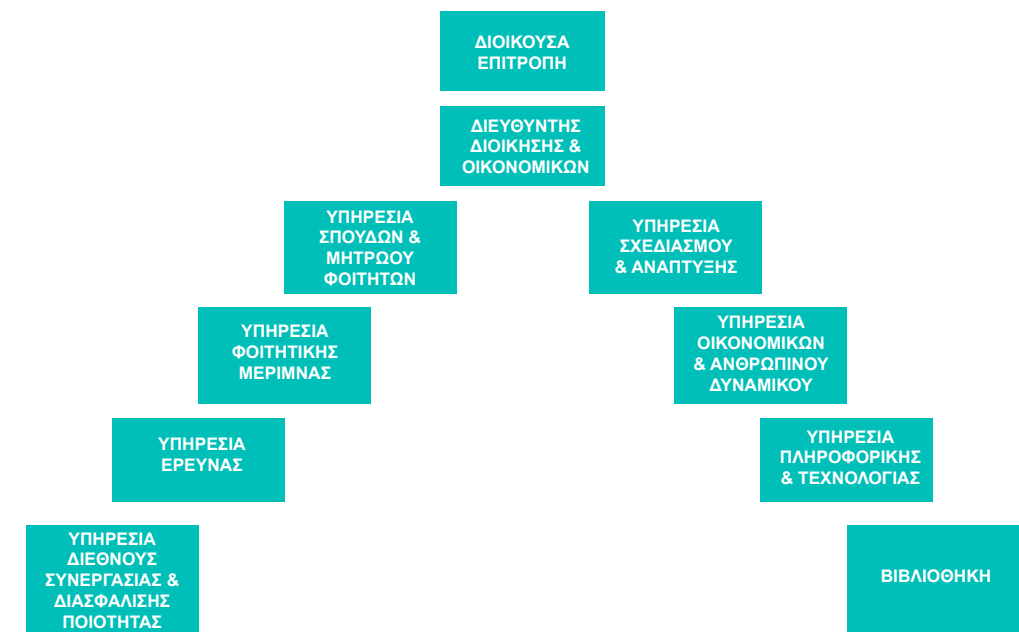 ΔΙΟΙΚΟΥΣΑ
ΕΠΙΤΡΟΠΗ
ΔΙΕΥΘΥΝΤΗΣ
ΔΙΟΙΚΗΣΗΣ &
ΟΙΚΟΝΟΜΙΚΩΝ
ΥΠΗΡΕΣΙΑ
ΣΠΟΥΔΩΝ &
ΜΗΤΡΩΟΥ
ΦΟΙΤΗΤΩΝ
ΥΠΗΡΕΣΙΑ
ΣΧΕΔΙΑΣΜΟΥ
& ΑΝΑΠΤΥΞΗΣ
ΥΠΗΡΕΣΙΑ
ΦΟΙΤΗΤΙΚΗΣ
ΜΕΡΙΜΝΑΣ
ΥΠΗΡΕΣΙΑ
ΟΙΚΟΝΟΜΙΚΩΝ
& ΑΝΘΡΩΠΙΝΟΥ
ΔΥΝΑΜΙΚΟΥ
ΥΠΗΡΕΣΙΑ
ΕΡΕΥΝΑΣ
ΥΠΗΡΕΣΙΑ
ΠΛΗΡΟΦΟΡΙΚΗΣ
& ΤΕΧΝΟΛΟΓΙΑΣ
ΥΠΗΡΕΣΙΑ
ΔΙΕΘΝΟΥΣ
ΣΥΝΕΡΓΑΣΙΑΣ &
ΔΙΑΣΦΑΛΙΣΗΣ
ΠΟΙΟΤΗΤΑΣ
ΒΙΒΛΙΟΘΗΚΗ